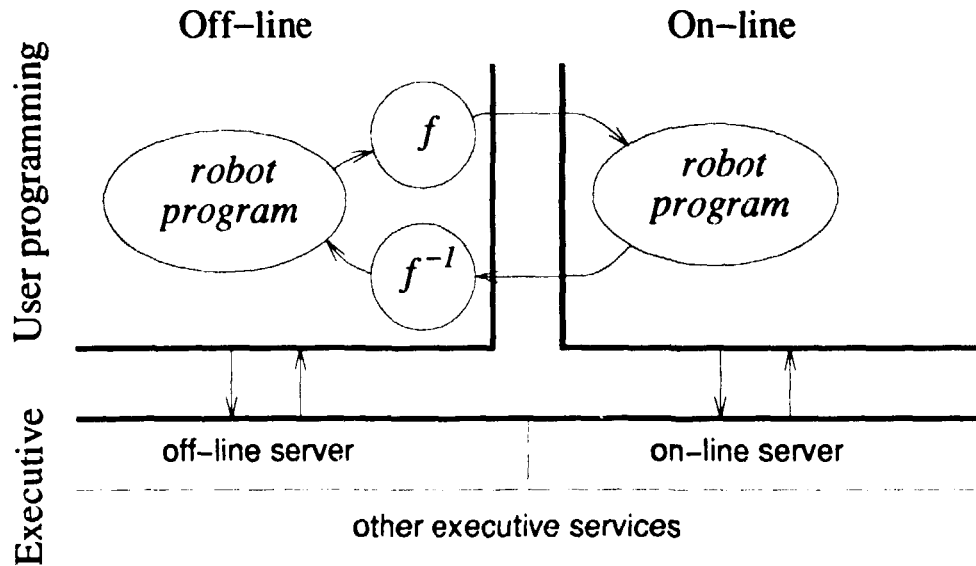 Off–line
On–line
User programming
f
robot
program
robot
program
f⁻¹
off–line server
on–line server
Executive
other executive services